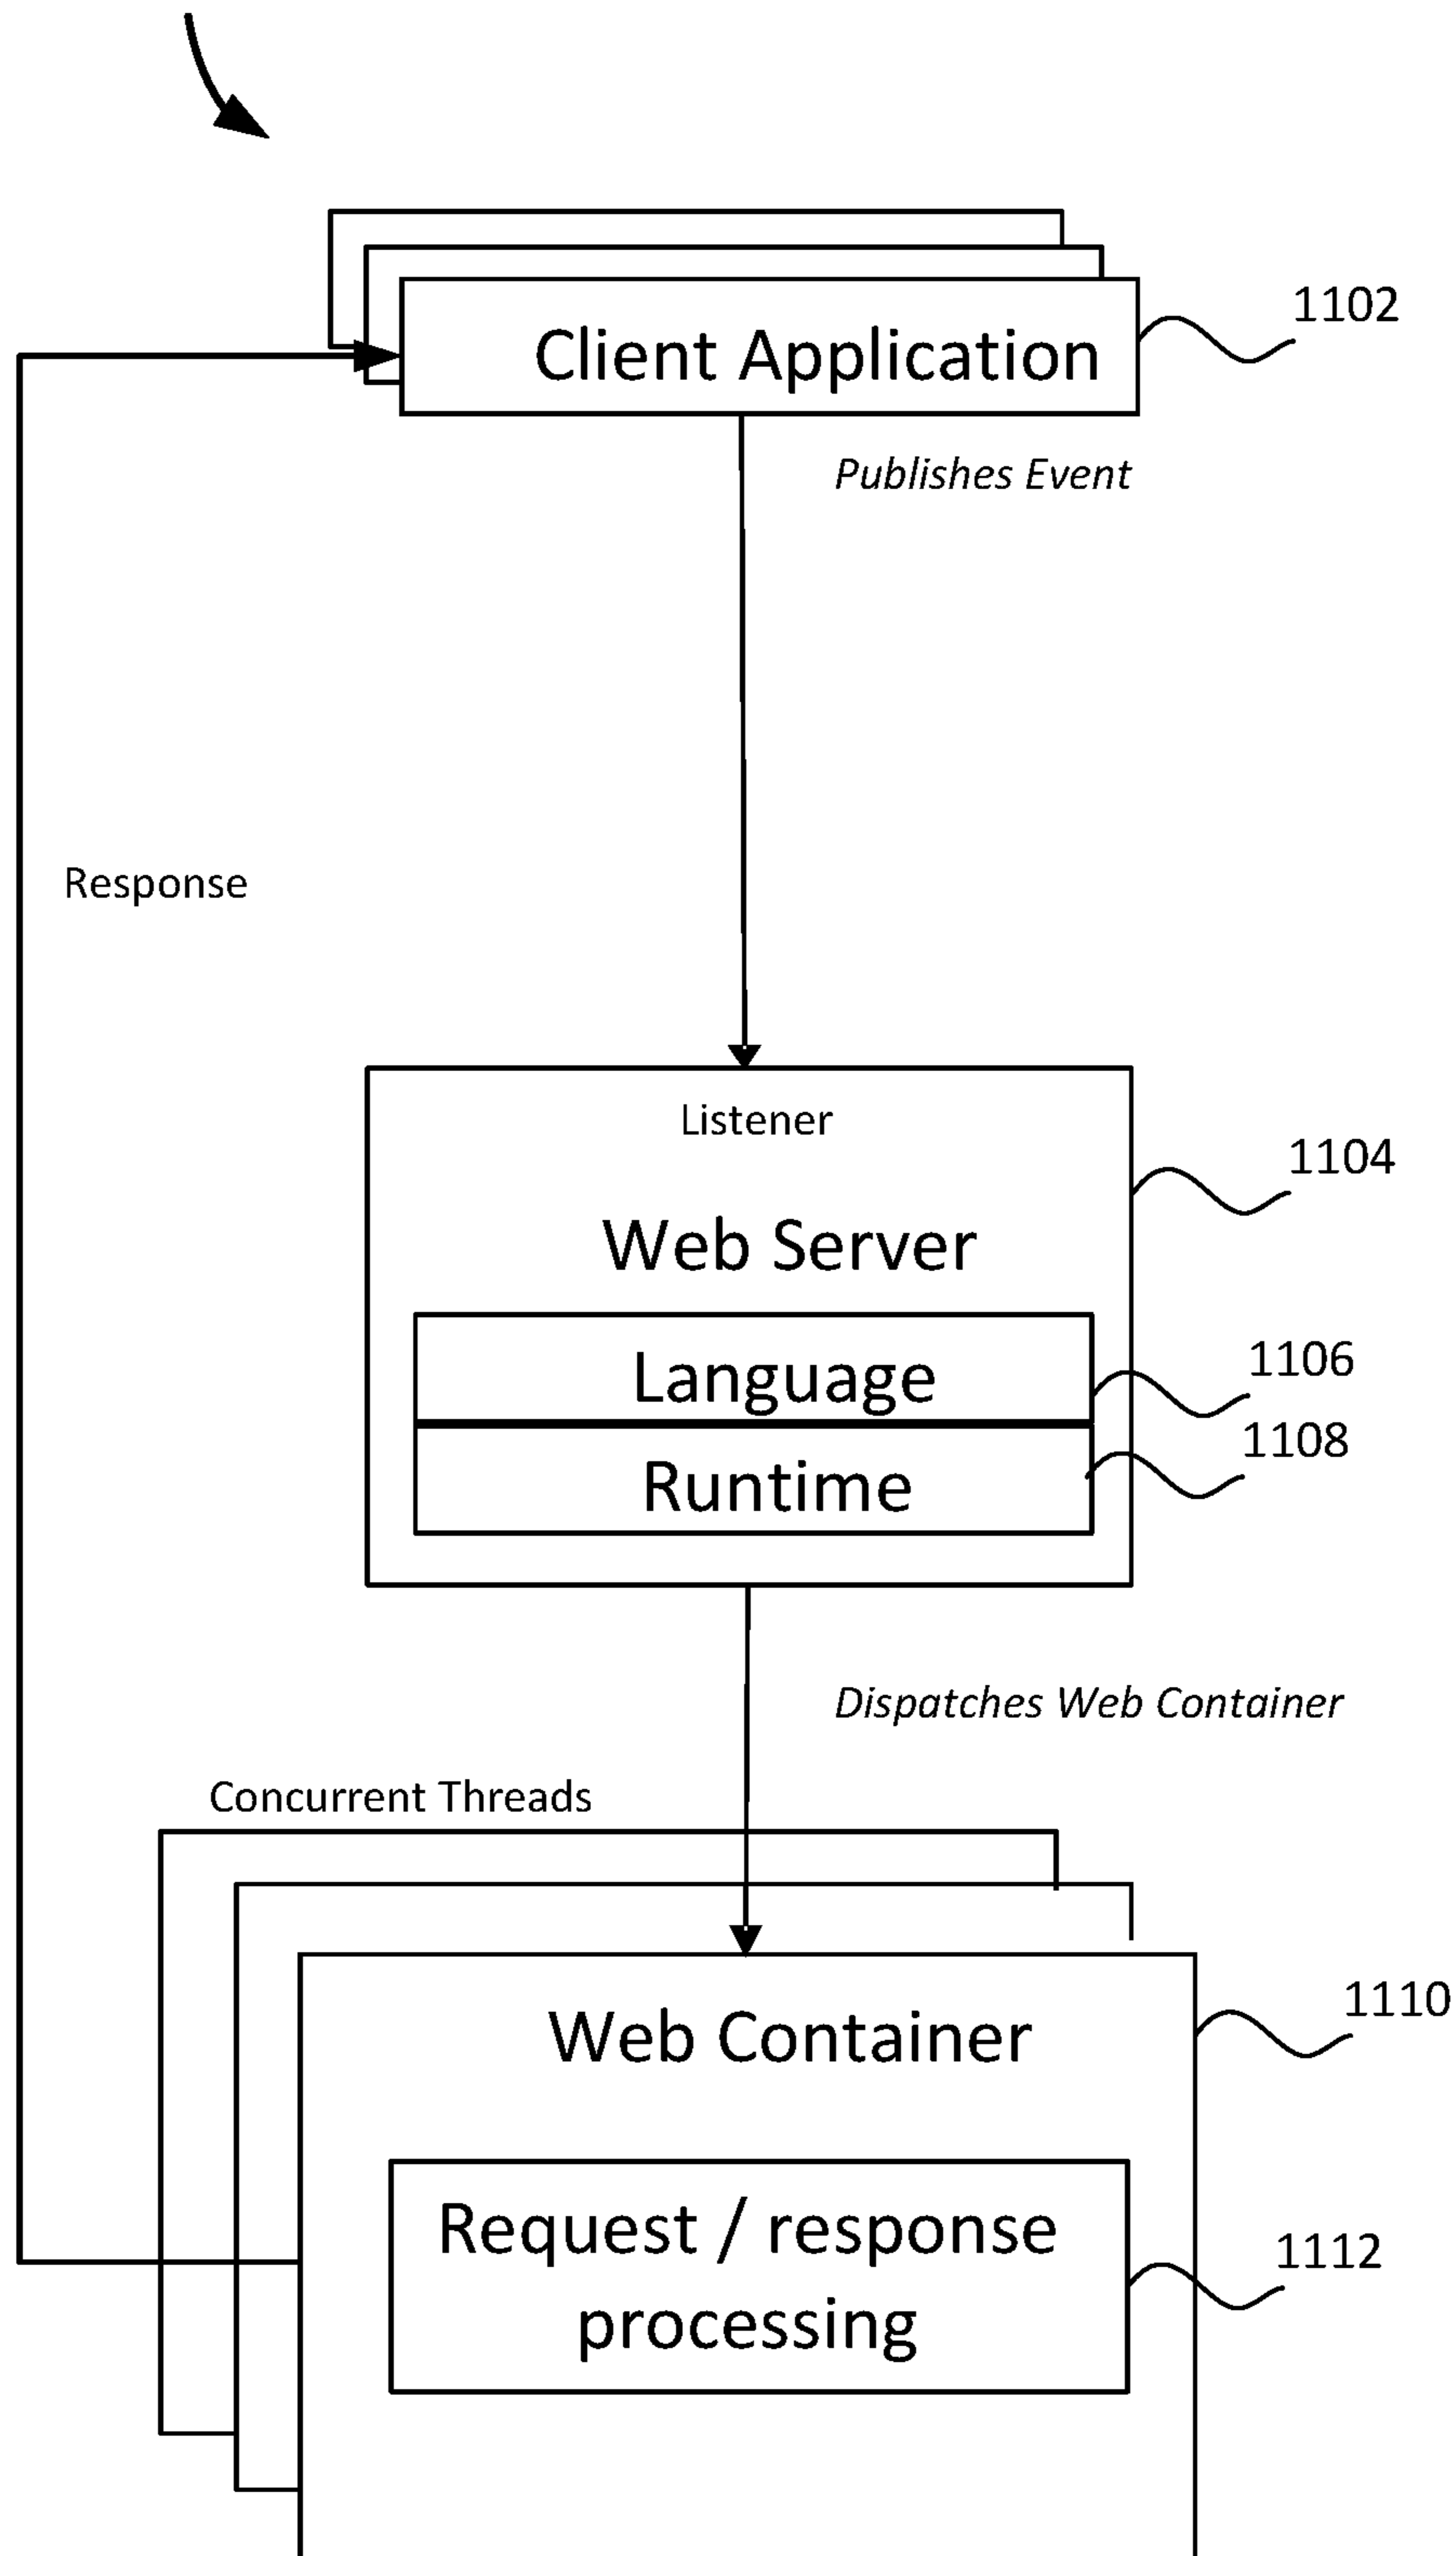 1102
Client Application
Publishes Event
Response
Listener
1104
Web Server
1106
Language
1108
Runtime
Dispatches Web Container
Concurrent Threads
1110
Web Container
Request / response
1112
processing